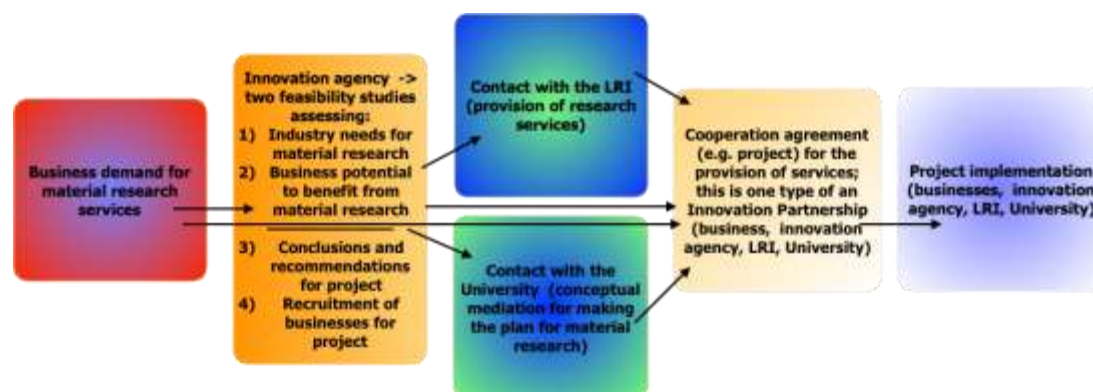 Business demand for
material research
services
Innovation agency -> 
two feasibility studies
assessing:
1) Industry needs for
material research
2) Business potential
to benefit from
material research
3) Conclusions and
recommendations
for project
4) Recruitment of
businesses for
project
Contact with the LRI
(provision of research
services)
Contact with the
University (conceptual
mediation for making
the plan for material
research)
Cooperation agreement
(e.g. project) for the
provision of services;
this is one type of an
Innovation Partnership
(business, innovation
agency, LRI, University)
Project implementation
(businesses, innovation
agency, LRI, University)